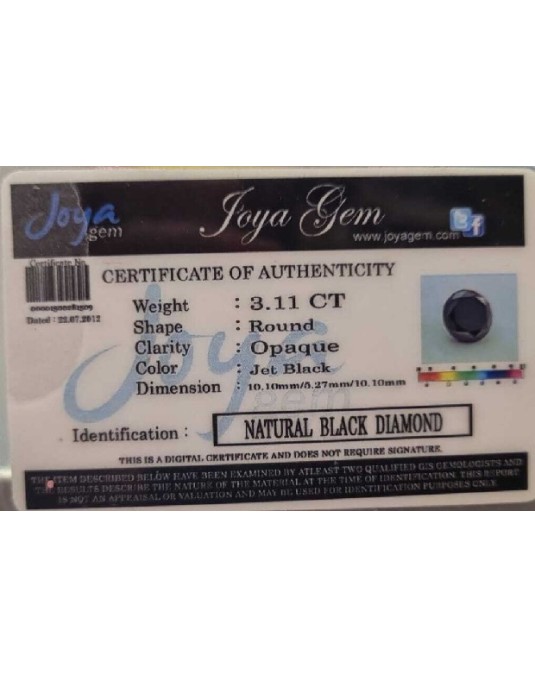 Joya gem
Joya Gem
www.joyagem.com
Certificate No
Dated : 22.07.2012
CERTIFICATE OF AUTHENTICITY
Weight : 3.11 CT
Shape : Round
Clarity : Opaque
Color : Jet Black
Dimension : 10.10mm/5.27mm/10.10mm
Joya gem
Identification : NATURAL BLACK DIAMOND
THIS IS A DIGITAL CERTIFICATE AND DOES NOT REQUIRE SIGNATURE.
THE ITEM DESCRIBED BELOW HAVE BEEN EXAMINED BY ATLEAST TWO QUALIFIED GIS GEMOLOGISTS AND
THE RESULTS DESCRIBE THE NATURE OF THE MATERIAL AT THE TIME OF IDENTIFICATION. THIS REPORT
IS NOT AN APPRAISAL OR VALUATION AND MAY BE USED FOR IDENTIFICATION PURPOSES ONLY